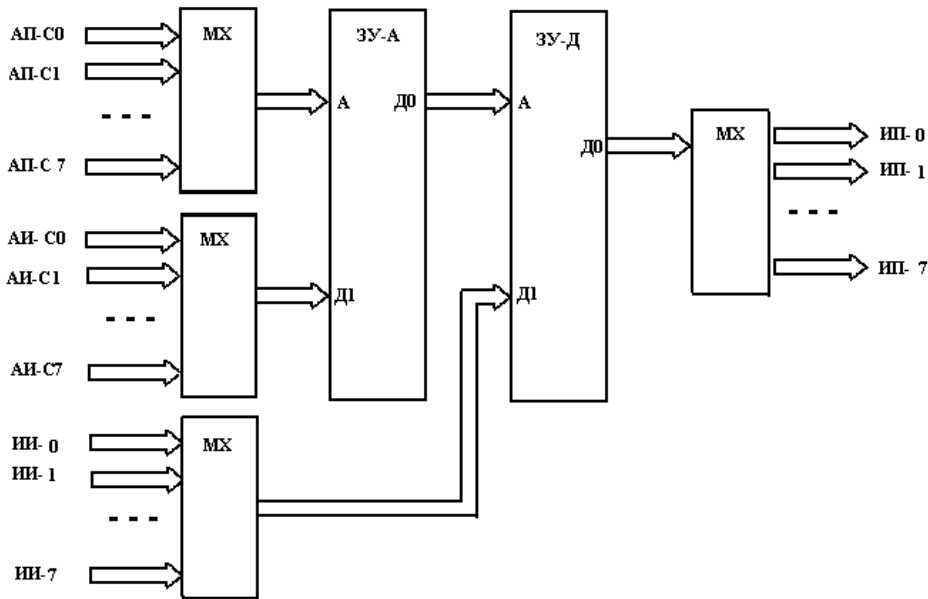 АП-С0
АП-С1
- - -
АП-С 7
МХ
АИ- С0
АИ-С1
- - -
АИ-С7
МХ
ИИ- 0
ИИ- 1
- - -
ИИ- 7
МХ
ЗУ-А
А
Д0
Д1
ЗУ-Д
А
Д0
Д1
МХ
ИП- 0
ИП- 1
- - -
ИП- 7